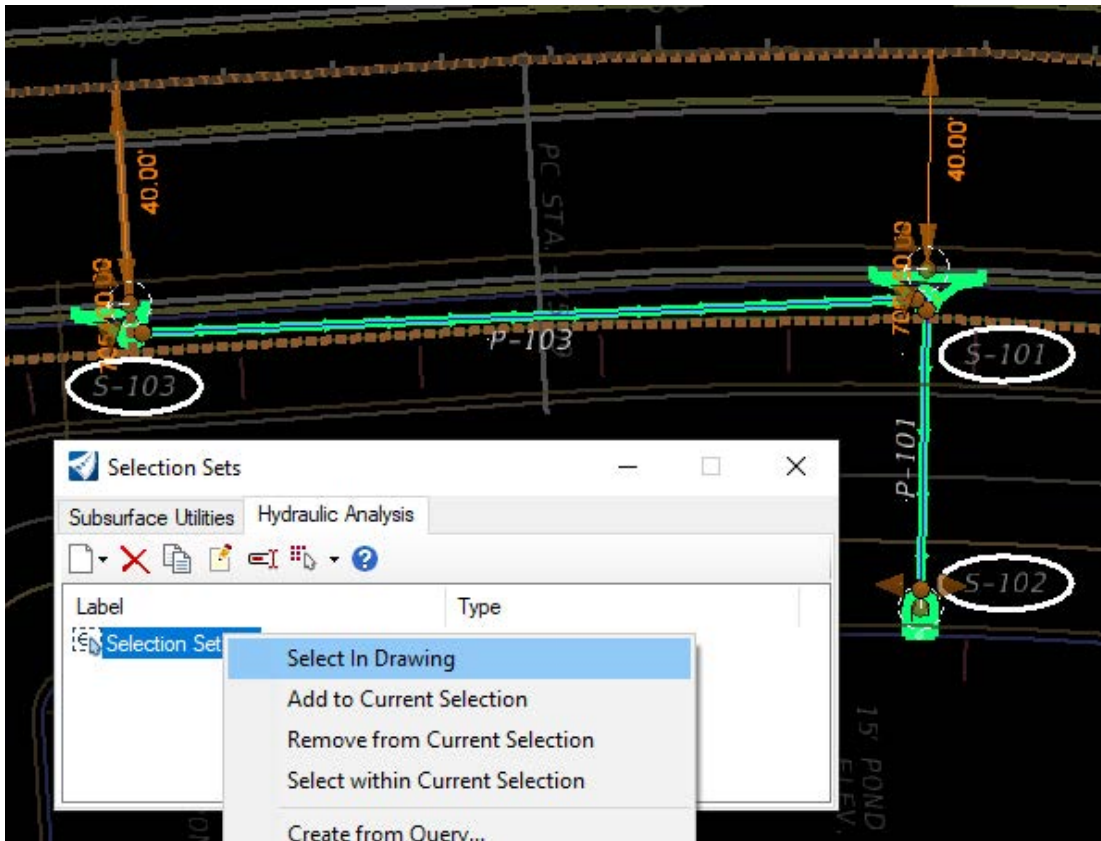 705
40.00'
40.00'
PC STA.
P-103
S-103
S-101
P-101
S-102
Selection Sets
Subsurface Utilities Hydraulic Analysis
Label Type
Selection Set
Select In Drawing
Add to Current Selection
Remove from Current Selection
Select within Current Selection
Create from Query...
15' POND
ELEV.